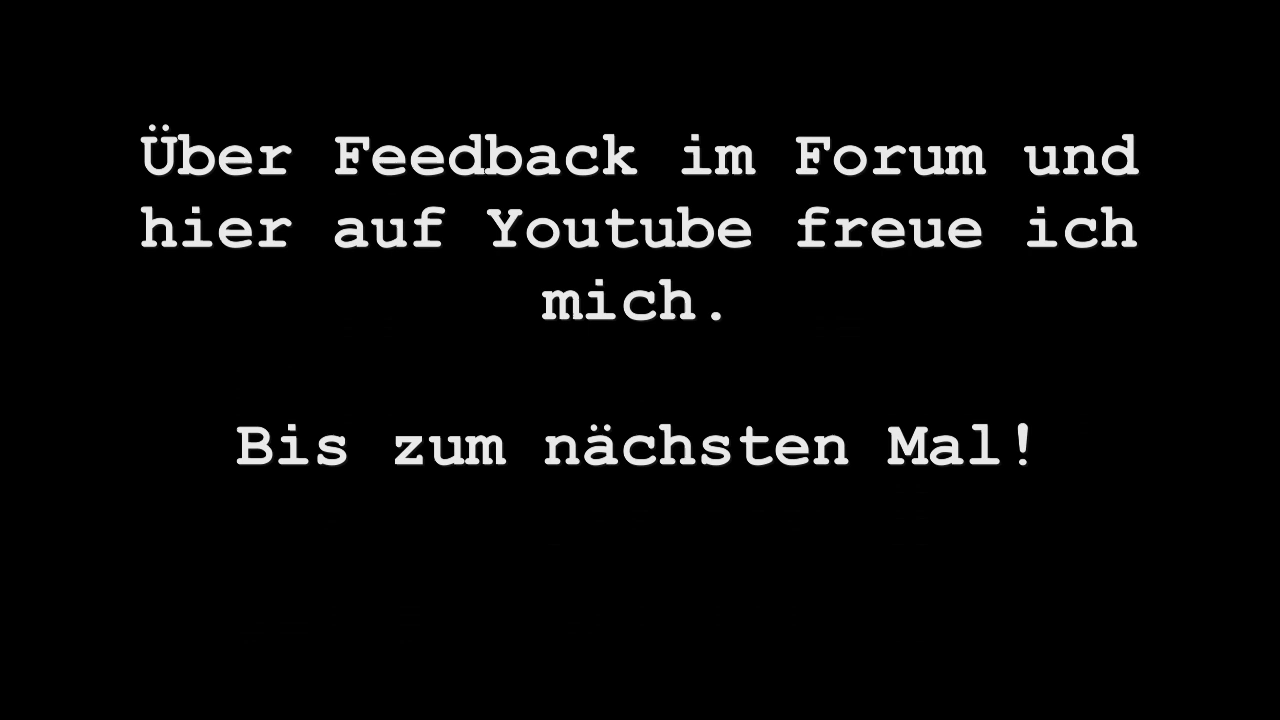 Über Feedback im Forum und
hier auf Youtube freue ich
mich.
Bis zum nächsten Mal!